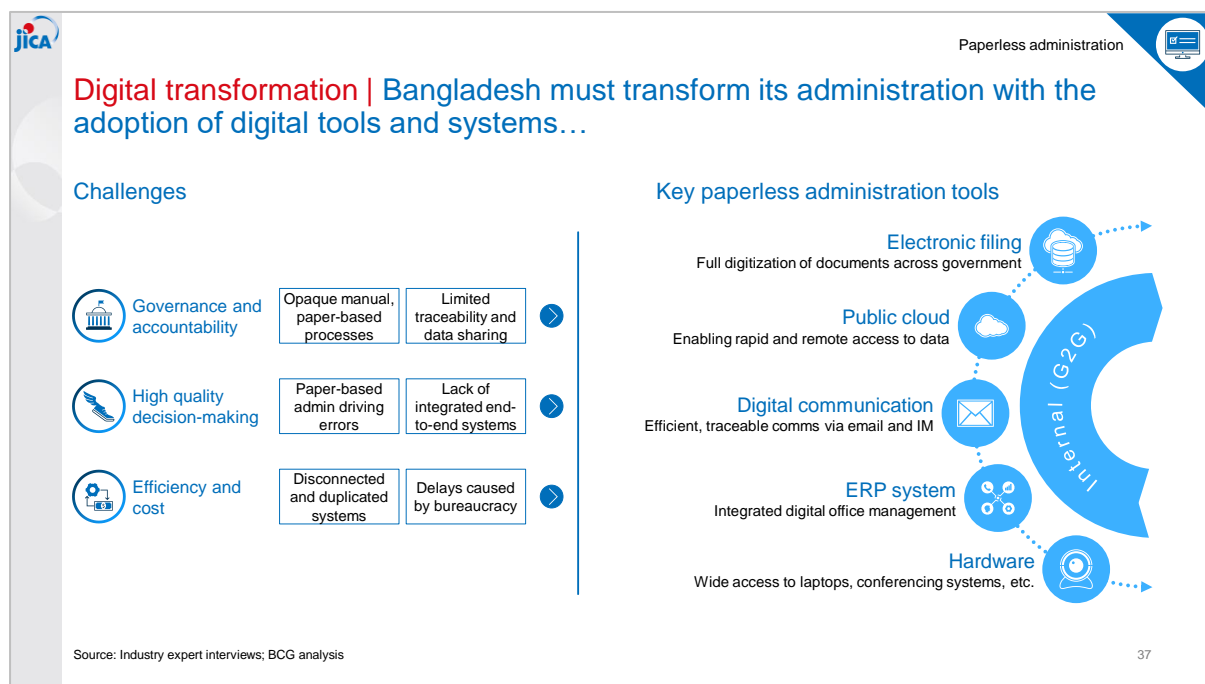 jICA
Paperless administration
Digital transformation | Bangladesh must transform its administration with the
adoption of digital tools and systems…
Challenges
Governance and
accountability
Opaque manual,
paper-based
processes
Limited
traceability and
data sharing
High quality
decision-making
Paper-based
admin driving
errors
Lack of
integrated end-
to-end systems
Efficiency and
cost
Disconnected
and duplicated
systems
Delays caused
by bureaucracy
Key paperless administration tools
Electronic filing
Full digitization of documents across government
Public cloud
Enabling rapid and remote access to data
Digital communication
Efficient, traceable comms via email and IM
ERP system
Integrated digital office management
Hardware
Wide access to laptops, conferencing systems, etc.
Internal (G2G)
Source: Industry expert interviews; BCG analysis
37